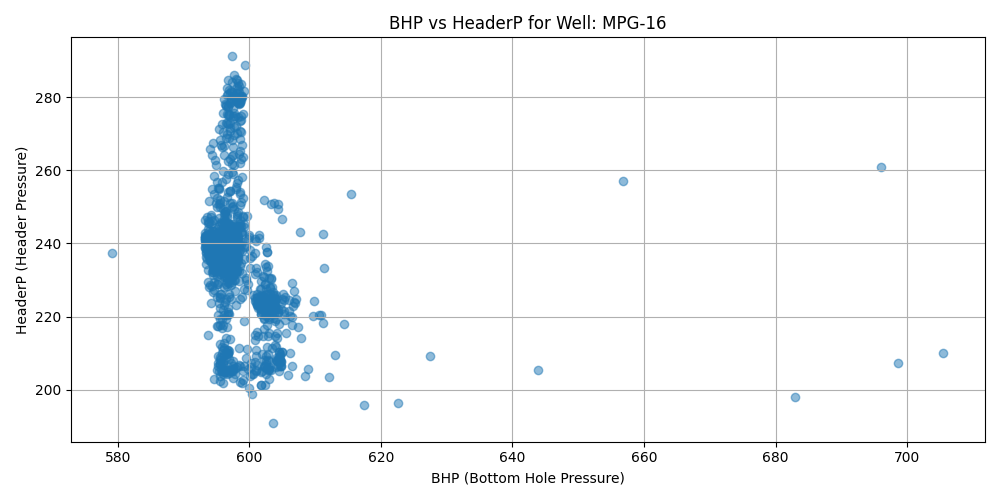 BHP vs HeaderP for Well: MPG-16
HeaderP (Header Pressure)
280
260
240
220
200
580 600 620 640 660 680 700
BHP (Bottom Hole Pressure)